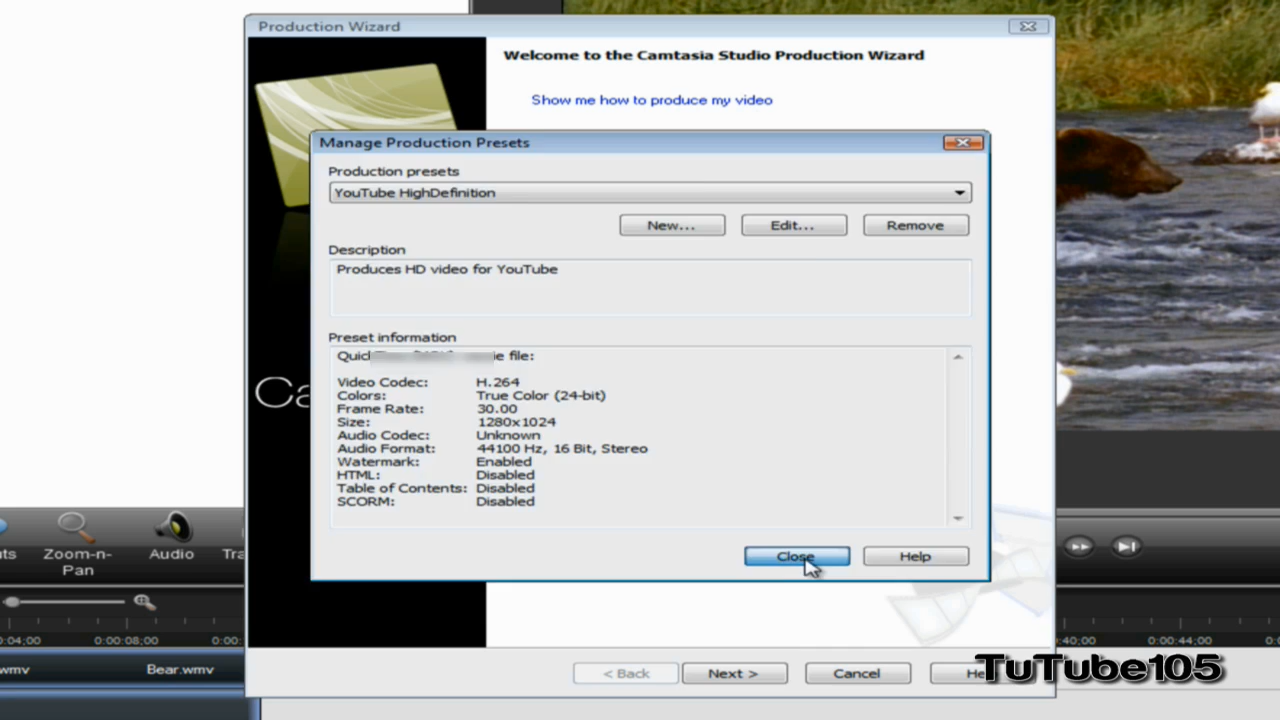 Production Wizard
Welcome to the Camtasia Studio Production Wizard
Show me how to produce my video
Manage Production Presets
Production presets
YouTube HighDefinition
New... Edit... Remove
Description
Produces HD video for YouTube
Preset information
file:
Video Codec: H.264
Colors: True Color (24-bit)
Frame Rate: 30.00
Size: 1280x1024
Audio Codec: Unknown
Audio Format: 44100 Hz, 16 Bit, Stereo
Watermark: Enabled
HTML: Disabled
Table of Contents: Disabled
SCORM: Disabled
Close Help
Ca
Zoom-n-
Pan
Audio
0:00:08;00
0:00:44;00
Bear.wmv
< Back Next > Cancel
TuTube105